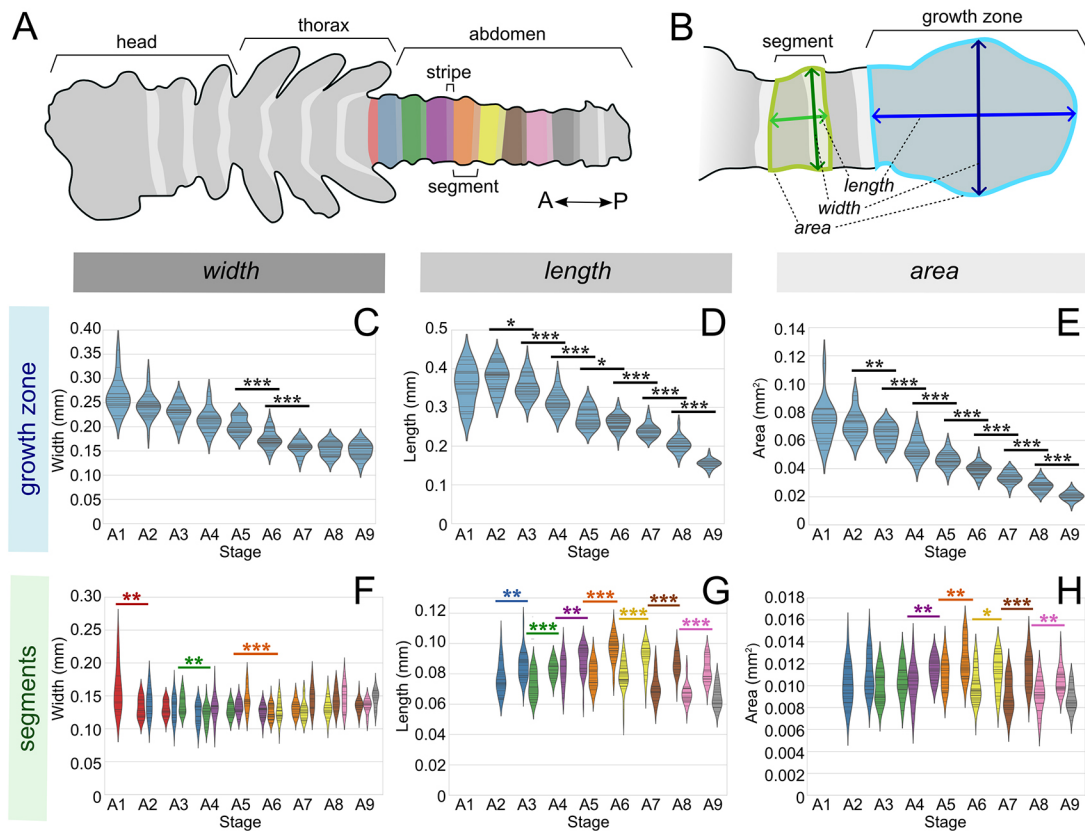 A
head
thorax
abdomen
stripe
segment
A P
B
segment
growth zone
length
width
area
width
length
area
growth zone
segments
C
Width (mm)
0.40
0.35
0.30
0.25
0.20
0.15
0.10
0.05
0
***
***
A1 A2 A3 A4 A5 A6 A7 A8 A9
Stage
D
Length (mm)
0.5
0.4
0.3
0.2
0.1
0
* *** *** * *** *** ***
A1 A2 A3 A4 A5 A6 A7 A8 A9
Stage
E
Area (mm²)
0.14
0.12
0.10
0.08
0.06
0.04
0.02
0
** *** *** *** *** *** ***
A1 A2 A3 A4 A5 A6 A7 A8 A9
Stage
F
Width (mm)
0.30
0.25
0.20
0.15
0.10
0.05
0
** ** ***
A1 A2 A3 A4 A5 A6 A7 A8 A9
Stage
G
Length (mm)
0.12
0.10
0.08
0.06
0.04
0.02
0
** *** ** *** *** *** ***
A1 A2 A3 A4 A5 A6 A7 A8 A9
Stage
H
Area (mm²)
0.018
0.016
0.014
0.012
0.010
0.008
0.006
0.004
0.002
0
** ** * *** **
A1 A2 A3 A4 A5 A6 A7 A8 A9
Stage